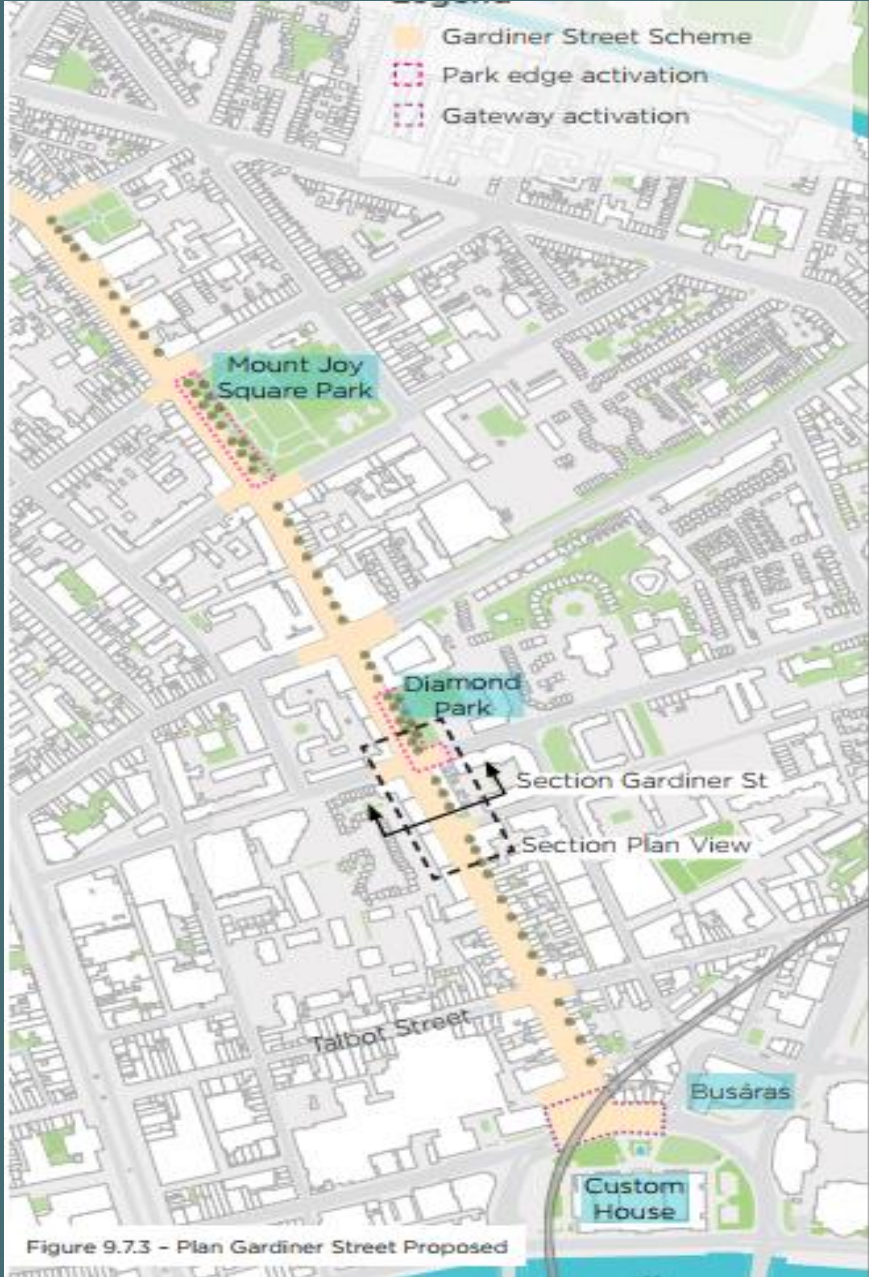 Legend
Gardiner Street Scheme
Park edge activation
Gateway activation
Mount Joy
Square Park
Diamond
Park
Section Gardiner St
Section Plan View
Talbot Street
Busáras
Custom
House
Figure 9.7.3 – Plan Gardiner Street Proposed